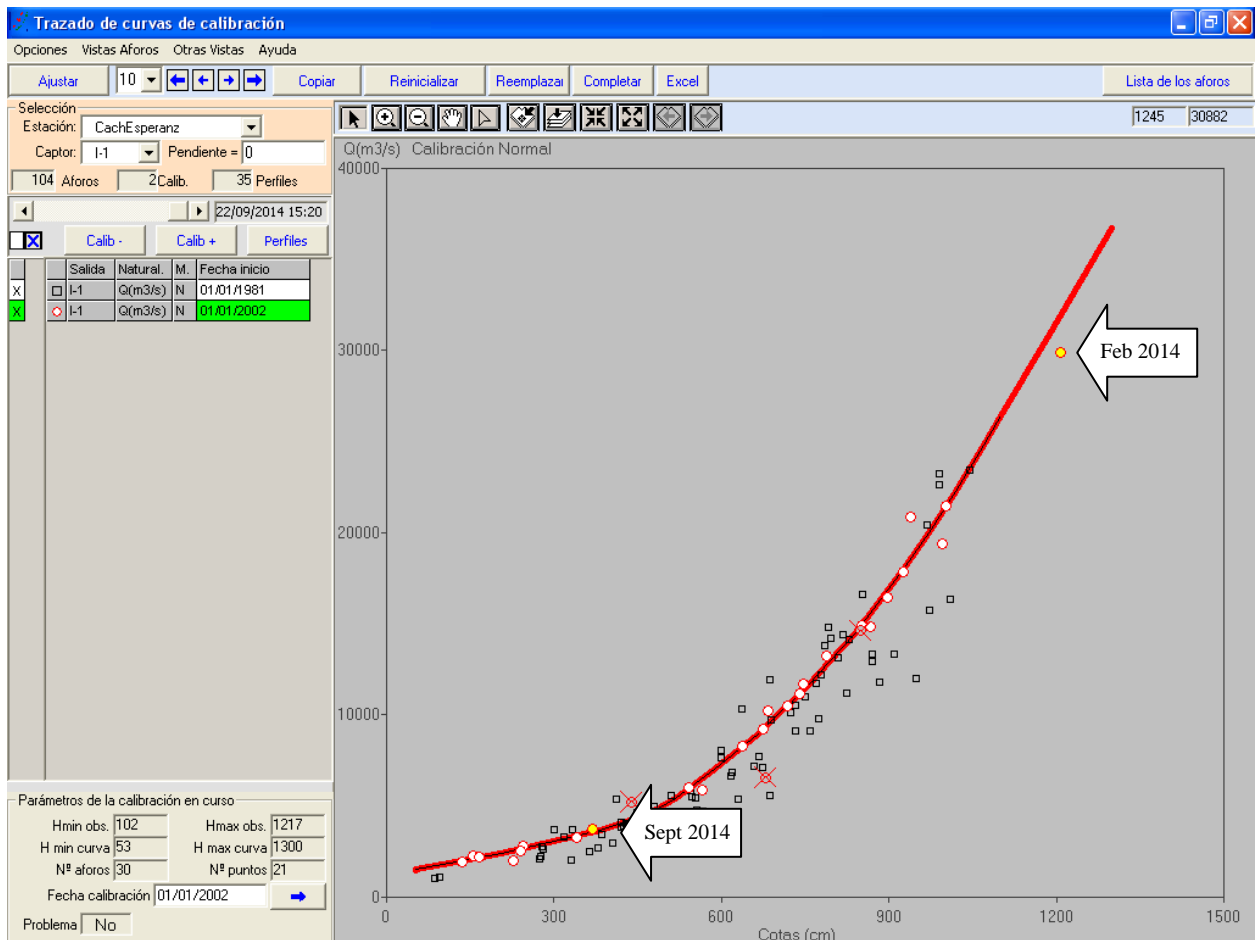 Trazado de curvas de calibración
Opciones Vistas Aforos Otras Vistas Ayuda
Ajustar 10 Copiar Reinicializar Reemplazar Completar Excel Lista de los aforos
Selección
Estación: CachEsperanz
Captor: I-1 Pendiente = 0
104 Aforos 2 Calib. 35 Perfiles
22/09/2014 15:20
X Calib - Calib + Perfiles
Salida Natural. M. Fecha inicio
X I-1 Q(m3/s) N 01/01/1981
X I-1 Q(m3/s) N 01/01/2002
Parámetros de la calibración en curso
Hmin obs. 102 Hmax obs. 1217
H min curva 53 H max curva 1300
Nº aforos 30 Nº puntos 21
Fecha calibración 01/01/2002
Problema No
1245 30882
Q(m3/s) Calibración Normal
40000
30000
20000
10000
0
Feb 2014
Sept 2014
0 300 600 900 1200 1500
Cotas (cm)